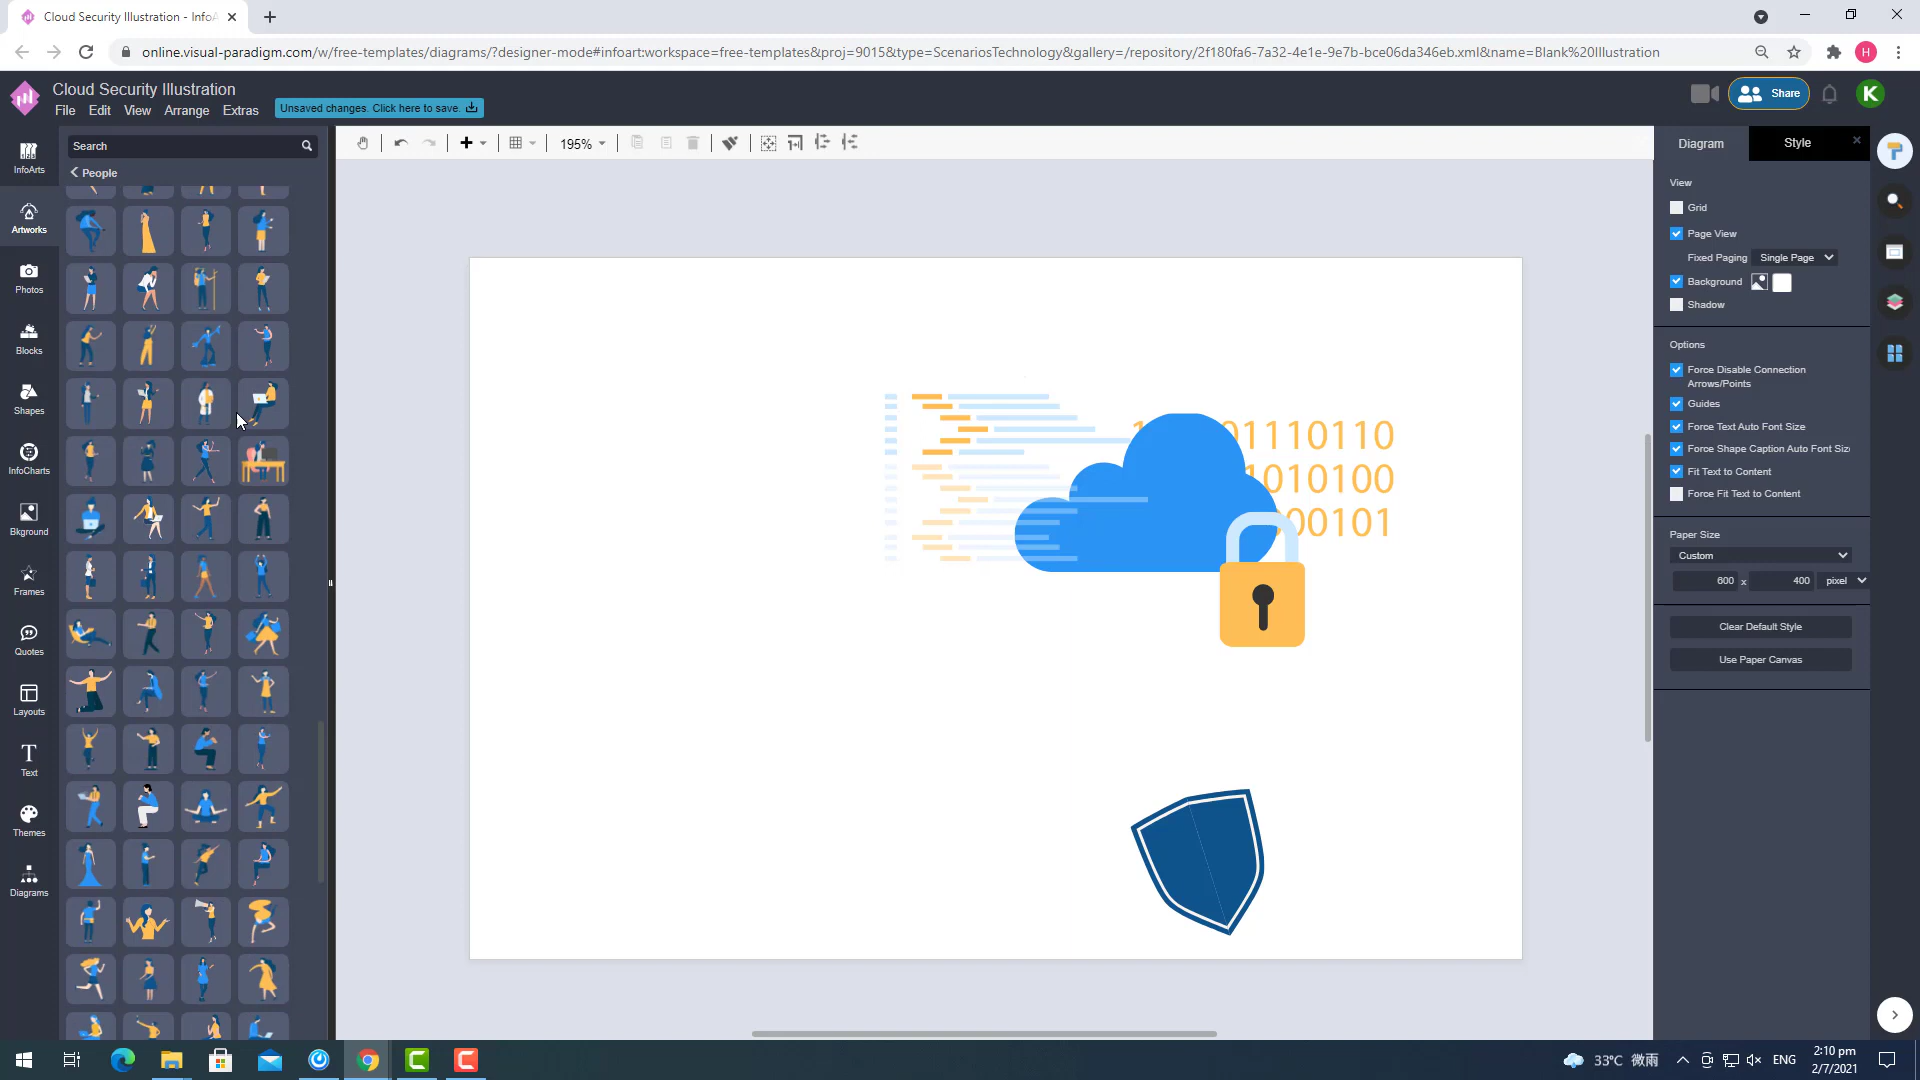 Cloud Security Illustration - InfoA
online.visual-paradigm.com/w/free-templates/diagrams/?designer-mode#infoart:workspace=free-templates&proj=9015&type=ScenariosTechnology&gallery=/repository/2f180fa6-7a32-4e1e-9e7b-bce06da346eb.xml&name=Blank%20Illustration
H
Cloud Security Illustration
File Edit View Arrange Extras
Unsaved changes. Click here to save.
Share
K
InfoArts
Artworks
Photos
Blocks
Shapes
InfoCharts
Bkground
Frames
Quotes
Layouts
T
Text
Themes
Diagrams
Search
People
195%
01110110
010100
00101
Diagram
Style
View
Grid
Page View
Fixed Paging Single Page
Background
Shadow
Options
Force Disable Connection
Arrows/Points
Guides
Force Text Auto Font Size
Force Shape Caption Auto Font Siz
Fit Text to Content
Force Fit Text to Content
Paper Size
Custom
600 x 400 pixel
Clear Default Style
Use Paper Canvas
33°C 微雨
ENG
2:10 pm
2/7/2021